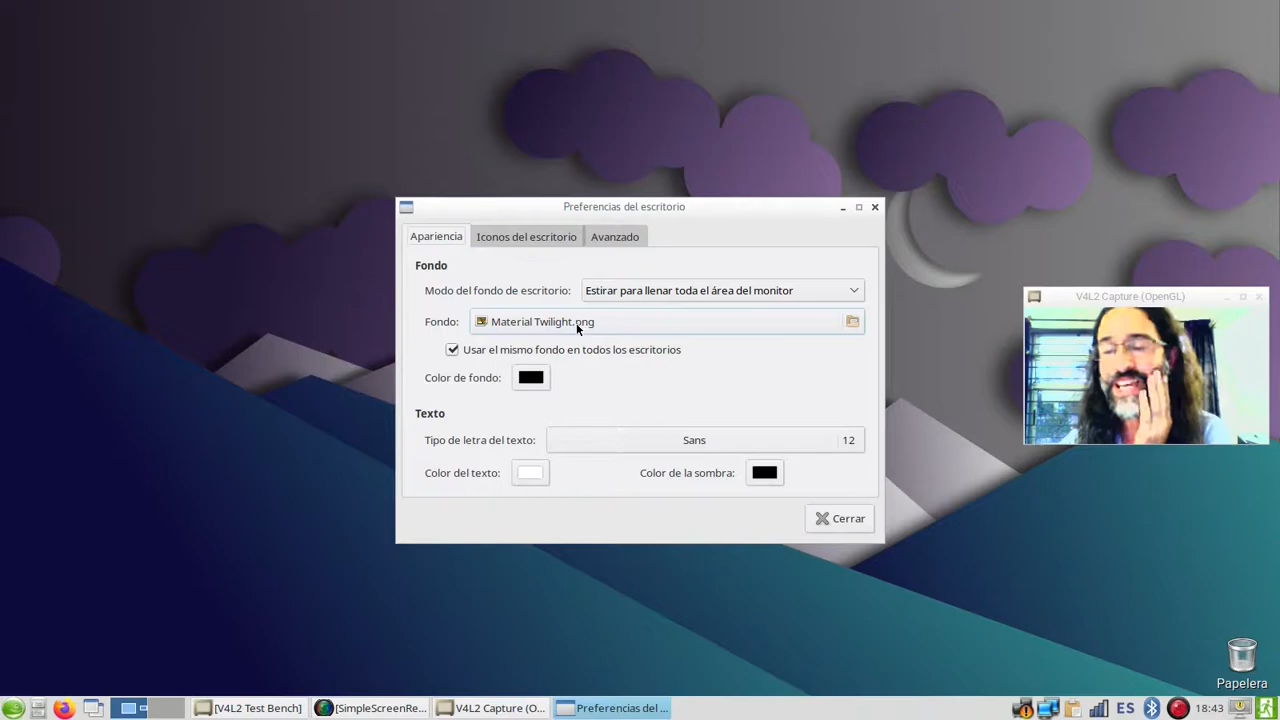 Preferencias del escritorio
Apariencia Iconos del escritorio Avanzado
Fondo
Modo del fondo de escritorio: Estirar para llenar toda el área del monitor
Fondo: Material Twilight.png
Usar el mismo fondo en todos los escritorios
Color de fondo:
Texto
Tipo de letra del texto: Sans 12
Color del texto: Color de la sombra:
Cerrar
V4L2 Capture (OpenGL)
Papelera
[V4L2 Test Bench] [SimpleScreenRe... V4L2 Capture (O... Preferencias del ... ES 18:43